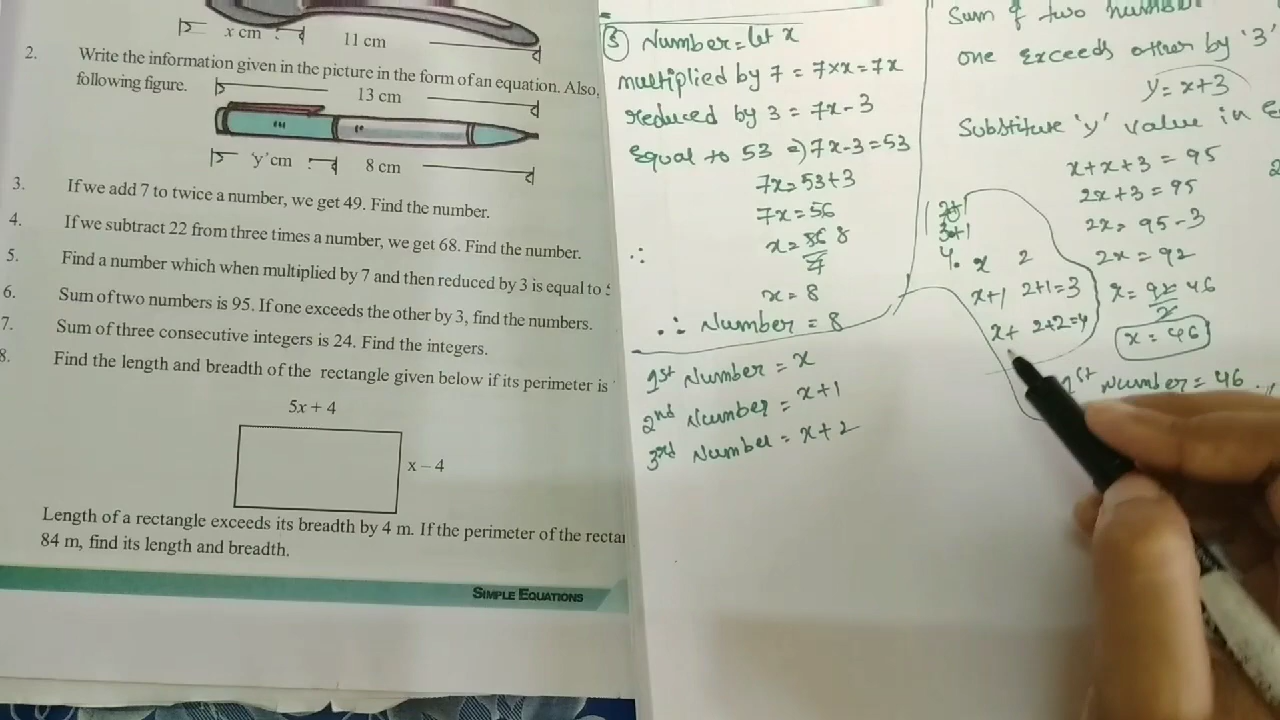 x cm
11 cm
2. Write the information given in the picture in the form of an equation. Also,
following figure.
13 cm
'y' cm
8 cm
3. If we add 7 to twice a number, we get 49. Find the number.
4. If we subtract 22 from three times a number, we get 68. Find the number.
5. Find a number which when multiplied by 7 and then reduced by 3 is equal to 5
6. Sum of two numbers is 95. If one exceeds the other by 3, find the numbers.
7. Sum of three consecutive integers is 24. Find the integers.
8. Find the length and breadth of the rectangle given below if its perimeter is
5x + 4
x – 4
Length of a rectangle exceeds its breadth by 4 m. If the perimeter of the
84 m, find its length and breadth.
SIMPLE EQUATIONS
5 Number = let x
multiplied by 7 = 7×x = 7x
reduced by 3 = 7x-3
Equal to 53 ⇒ 7x-3 = 53
7x = 53+3
7x = 56
x = 56 8
7
x = 8
∴
∴ Number = 8
1st Number = x
2nd Number = x+1
3rd Number = x+2
Sum of two
one exceeds other by '3'
y = x+3
Substitute 'y' value in
x+x+3 = 95
2x+3 = 95
2x = 95-3
2x = 92
x = 92 46
2
x = 46
1st Number = 46
x 2
x+1 2+1=3
x+ 2+2=4